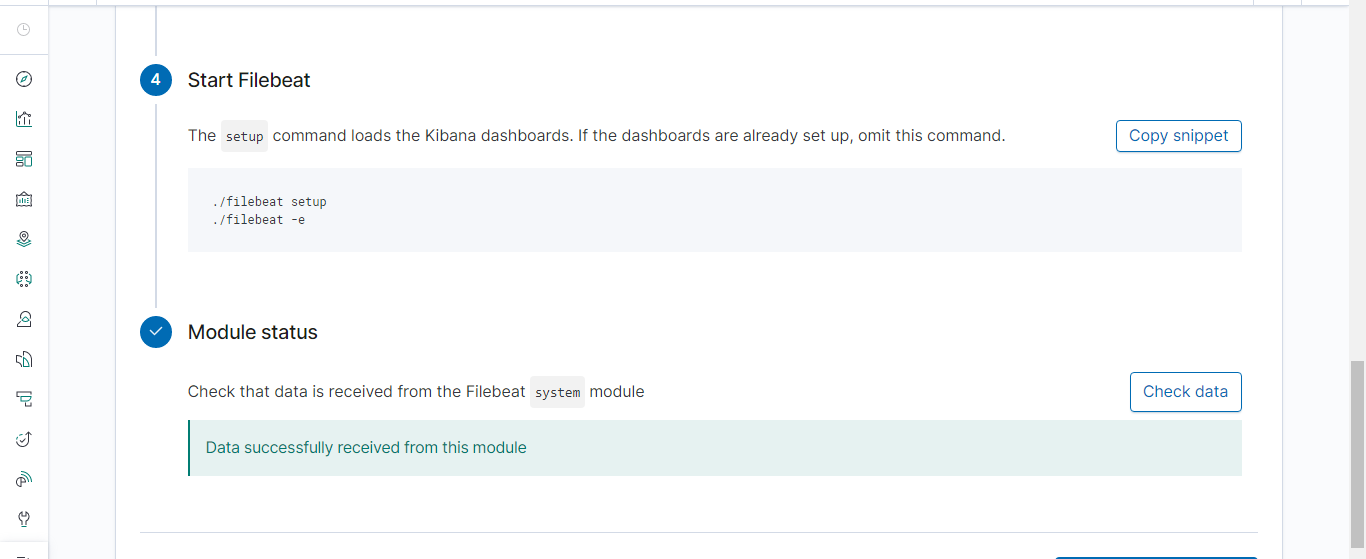 4
Start Filebeat
The setup command loads the Kibana dashboards. If the dashboards are already set up, omit this command.
Copy snippet
./filebeat setup
./filebeat -e
Module status
Check that data is received from the Filebeat system module
Check data
Data successfully received from this module